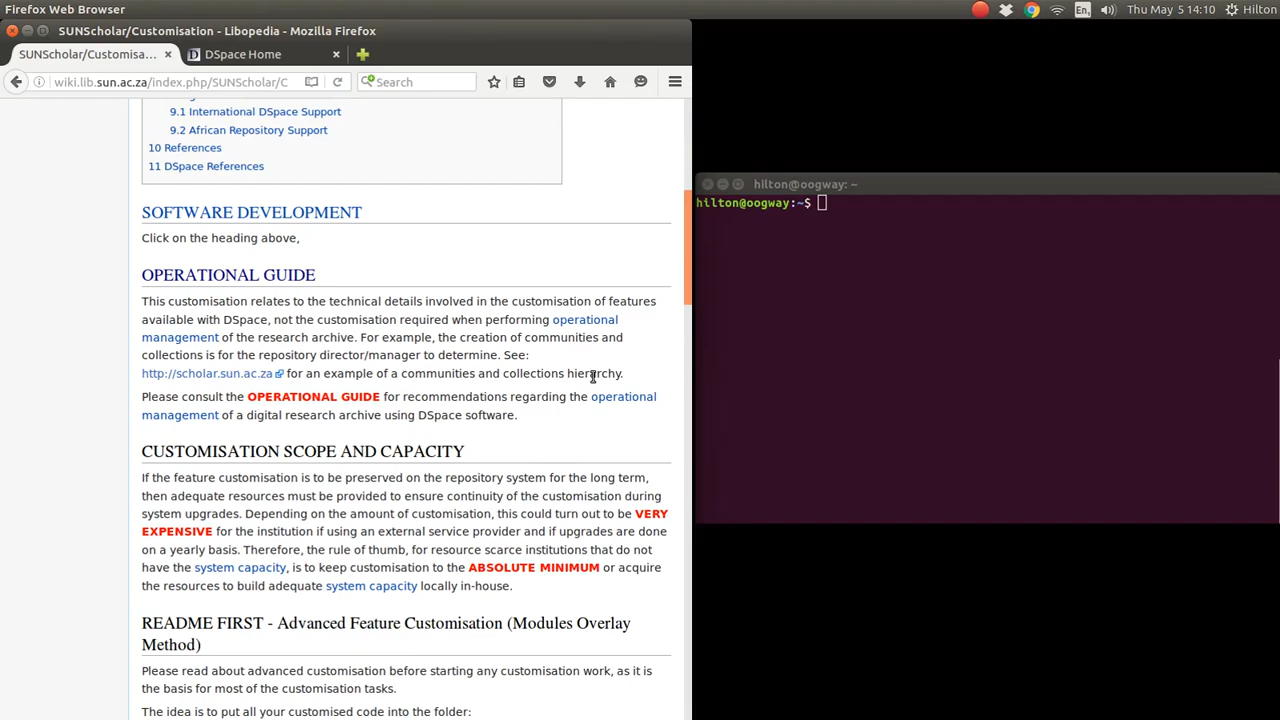 Firefox Web Browser
En
Thu May 5 14:10
Hilton
SUNScholar/Customisation - Libopedia - Mozilla Firefox
SUNScholar/Customisa...
DSpace Home
wiki.lib.sun.ac.za/index.php/SUNScholar/C
Search
9.1 International DSpace Support
9.2 African Repository Support
10 References
11 DSpace References
SOFTWARE DEVELOPMENT
Click on the heading above,
OPERATIONAL GUIDE
This customisation relates to the technical details involved in the customisation of features
available with DSpace, not the customisation required when performing operational
management of the research archive. For example, the creation of communities and
collections is for the repository director/manager to determine. See:
http://scholar.sun.ac.za for an example of a communities and collections hierarchy.
Please consult the OPERATIONAL GUIDE for recommendations regarding the operational
management of a digital research archive using DSpace software.
CUSTOMISATION SCOPE AND CAPACITY
If the feature customisation is to be preserved on the repository system for the long term,
then adequate resources must be provided to ensure continuity of the customisation during
system upgrades. Depending on the amount of customisation, this could turn out to be VERY
EXPENSIVE for the institution if using an external service provider and if upgrades are done
on a yearly basis. Therefore, the rule of thumb, for resource scarce institutions that do not
have the system capacity, is to keep customisation to the ABSOLUTE MINIMUM or acquire
the resources to build adequate system capacity locally in-house.
README FIRST - Advanced Feature Customisation (Modules Overlay
Method)
Please read about advanced customisation before starting any customisation work, as it is
the basis for most of the customisation tasks.
The idea is to put all your customised code into the folder:
hilton@oogway: ~
hilton@oogway:~$